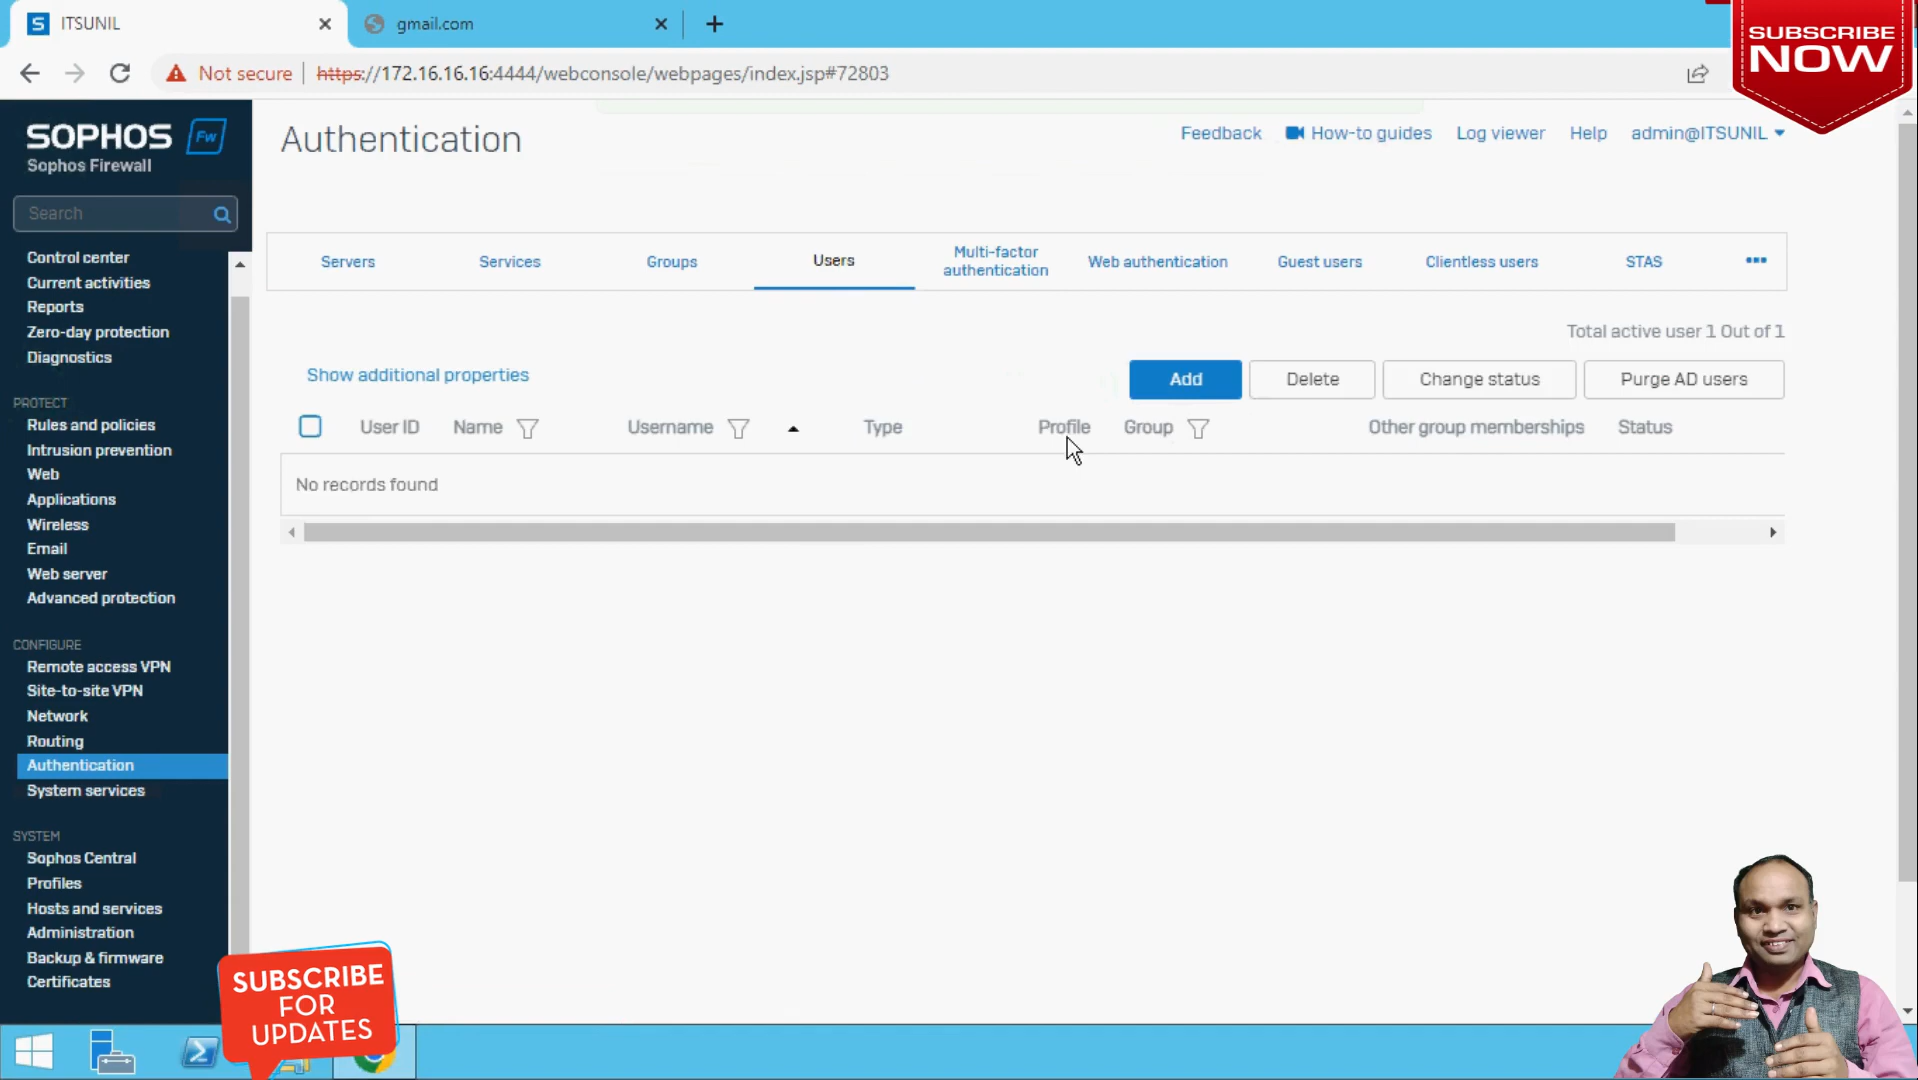 ITSUNIL
gmail.com
SUBSCRIBE
NOW
Not secure
https://172.16.16.16:4444/webconsole/webpages/index.jsp#72803
SOPHOS
Fw
Sophos Firewall
Authentication
Feedback
How-to guides
Log viewer
Help
admin@ITSUNIL
Search
Control center
Current activities
Reports
Zero-day protection
Diagnostics
PROTECT
Rules and policies
Intrusion prevention
Web
Applications
Wireless
Email
Web server
Advanced protection
CONFIGURE
Remote access VPN
Site-to-site VPN
Network
Routing
Authentication
System services
SYSTEM
Sophos Central
Profiles
Hosts and services
Administration
Backup & firmware
Certificates
Servers
Services
Groups
Users
Multi-factor
authentication
Web authentication
Guest users
Clientless users
STAS
Total active user 1 Out of 1
Show additional properties
Add
Delete
Change status
Purge AD users
User ID
Name
Username
Type
Profile
Group
Other group memberships
Status
No records found
SUBSCRIBE
FOR
UPDATES